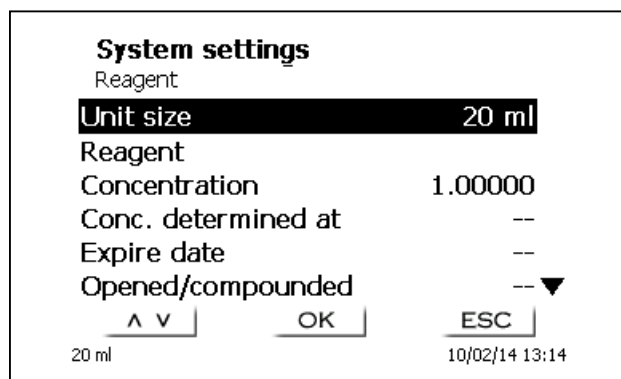 System settings
Reagent
Unit size 20 ml
Reagent
Concentration 1.00000
Conc. determined at --
Expire date --
Opened/compounded --
OK ESC
20 ml 10/02/14 13:14